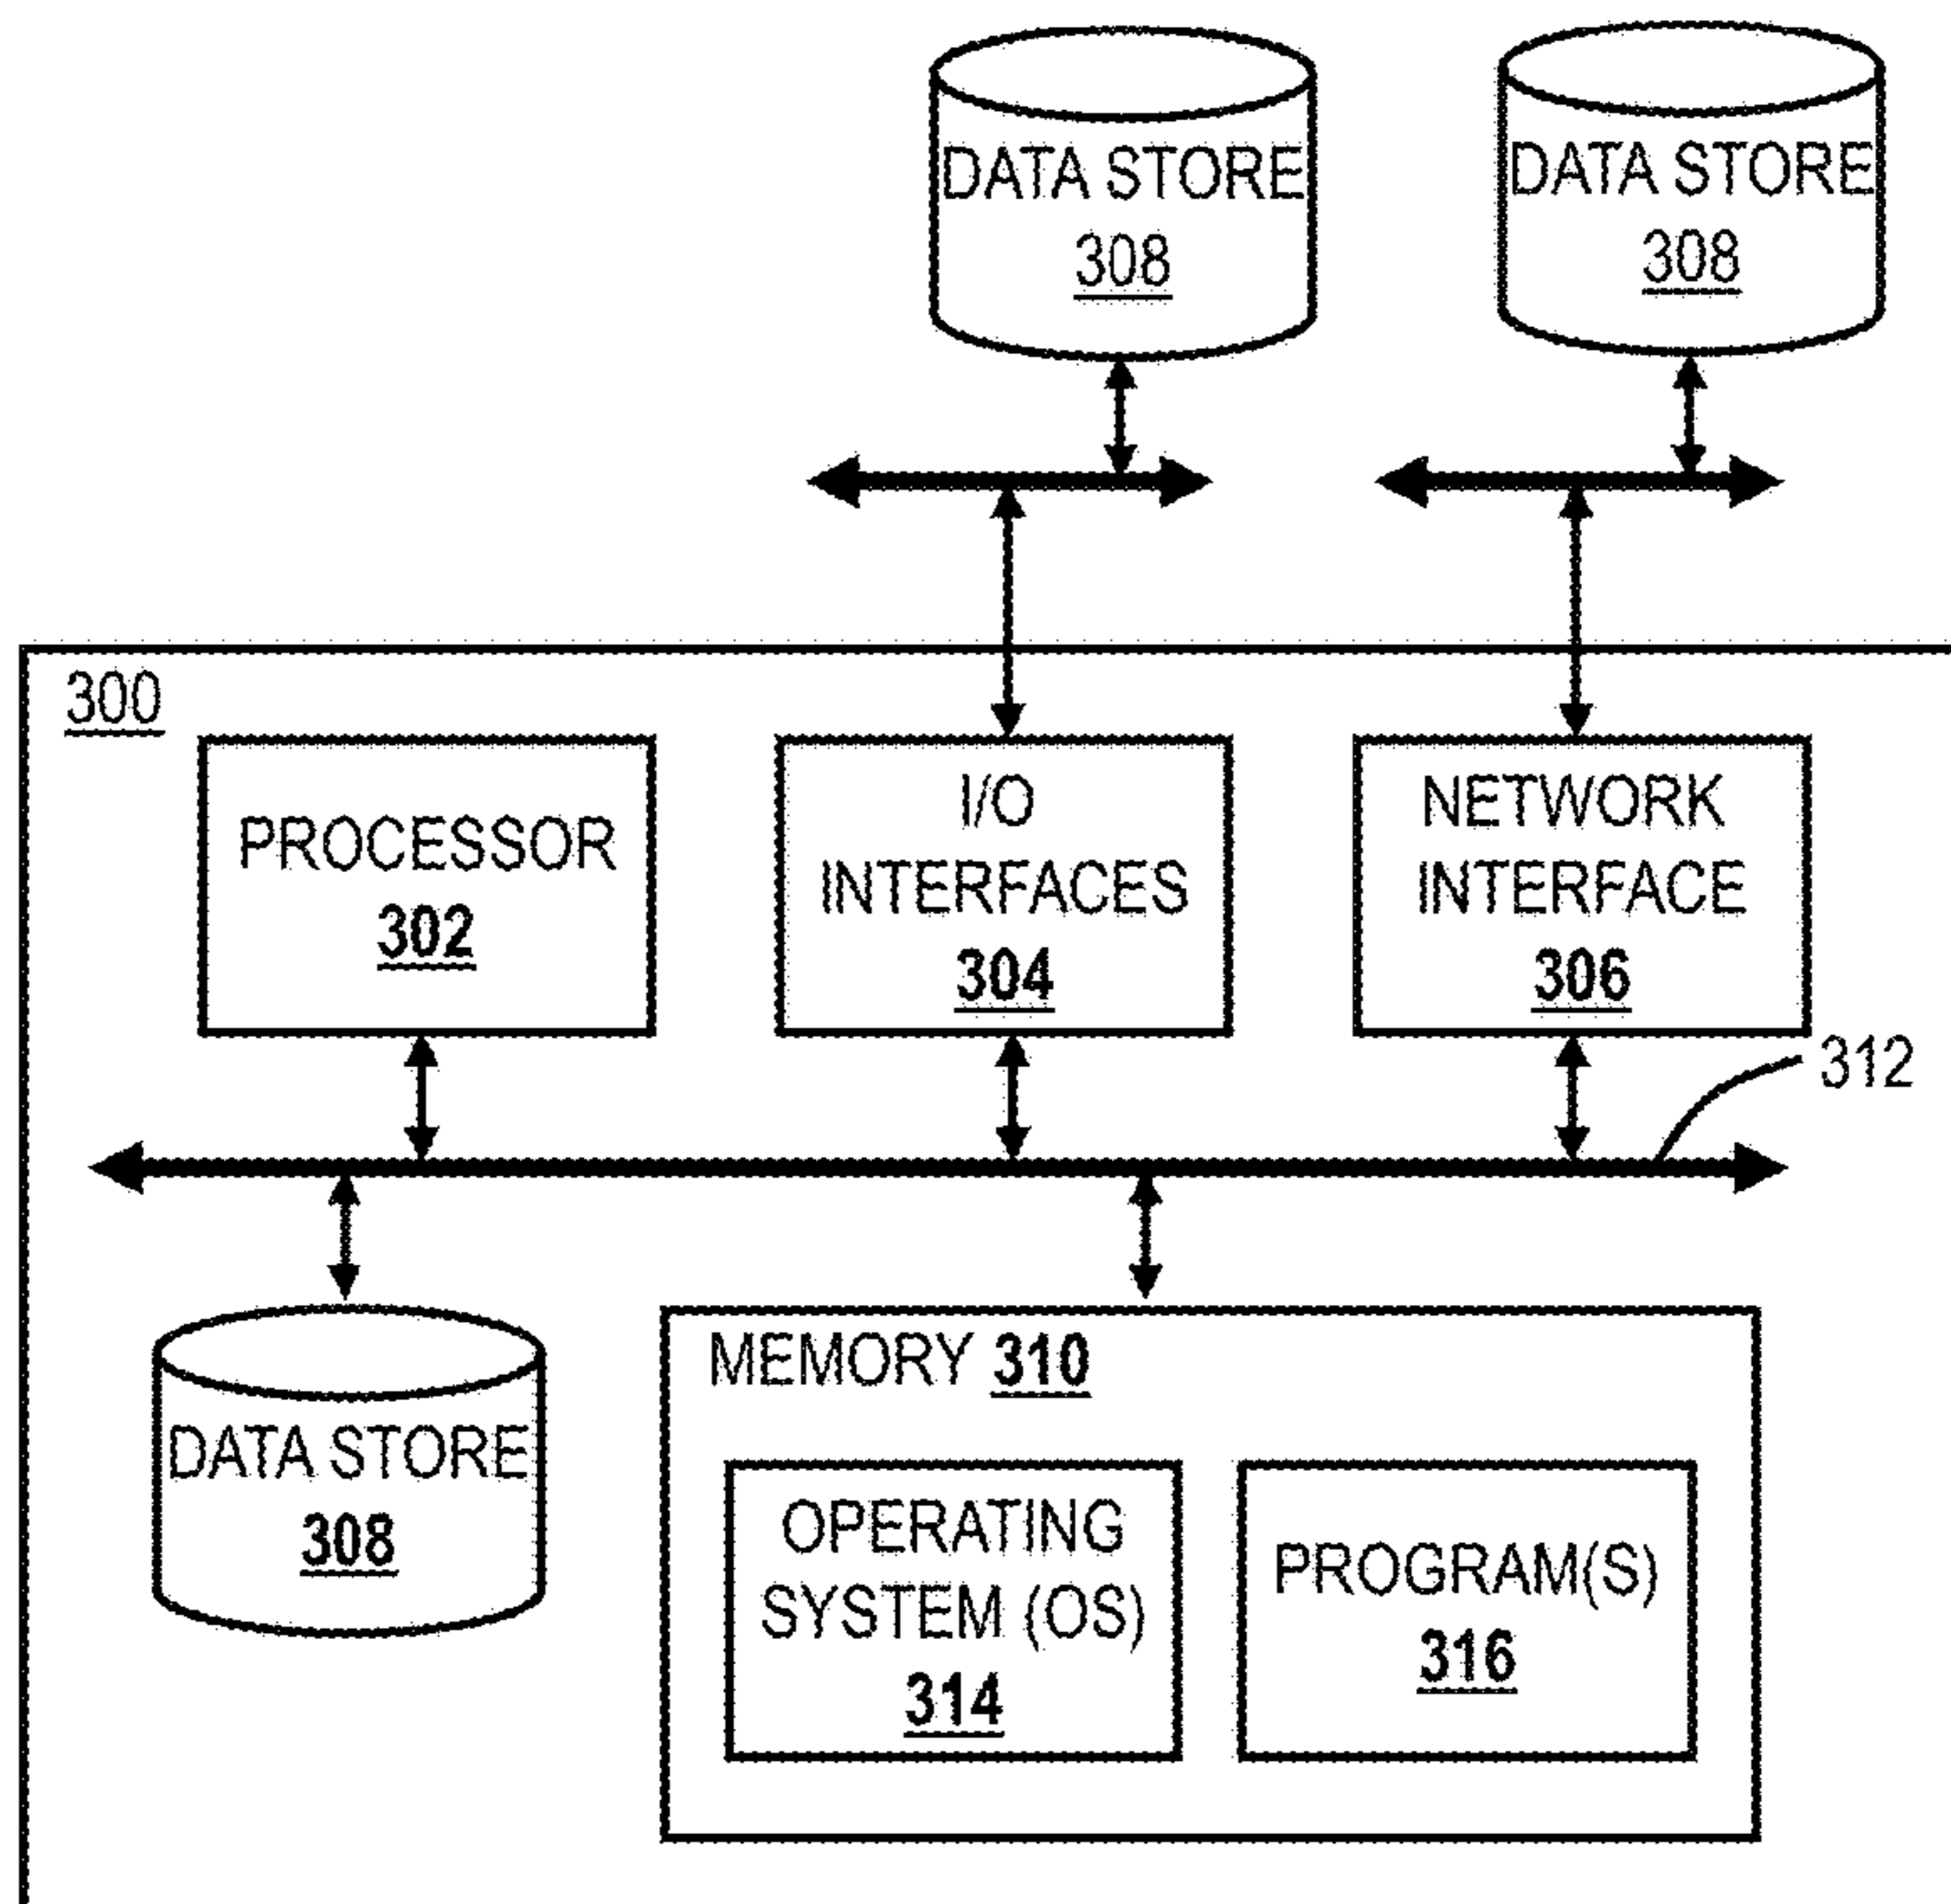 DATA STORE
308
DATA STORE
308
300
PROCESSOR
302
I/O
INTERFACES
304
NETWORK
INTERFACE
306
312
DATA STORE
308
MEMORY 310
OPERATING
SYSTEM (OS)
314
PROGRAM(S)
316